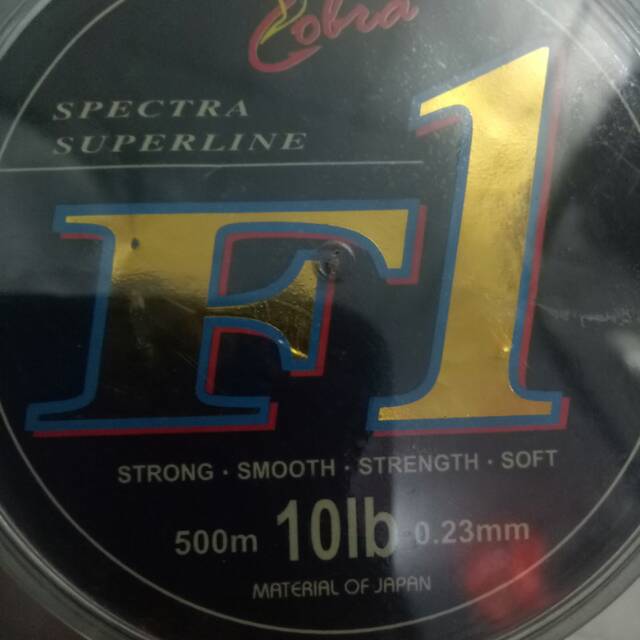 Cobra
SPECTRA
SUPERLINE
F1
STRONG · SMOOTH · STRENGTH · SOFT
500m 10lb 0.23mm
MATERIAL OF JAPAN